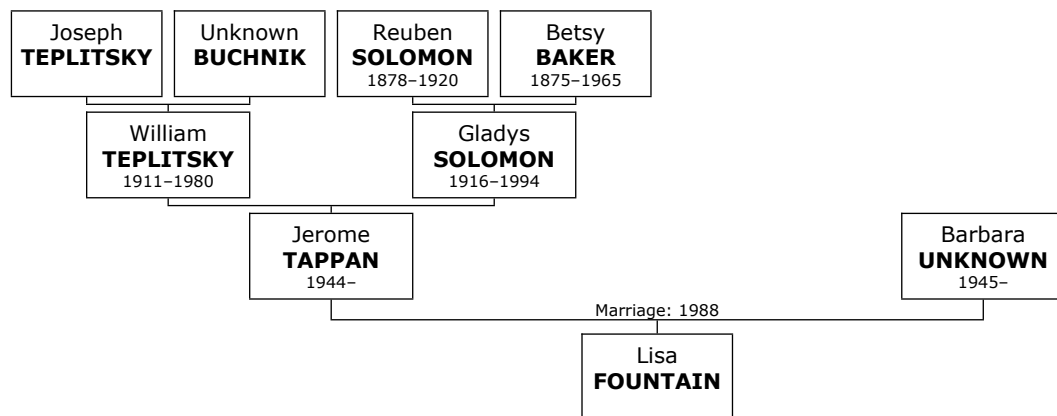 Joseph
TEPLITSKY
Unknown
BUCHNIK
Reuben
SOLOMON
1878–1920
Betsy
BAKER
1875–1965
William
TEPLITSKY
1911–1980
Gladys
SOLOMON
1916–1994
Jerome
TAPPAN
1944–
Barbara
UNKNOWN
1945–
Marriage: 1988
Lisa
FOUNTAIN